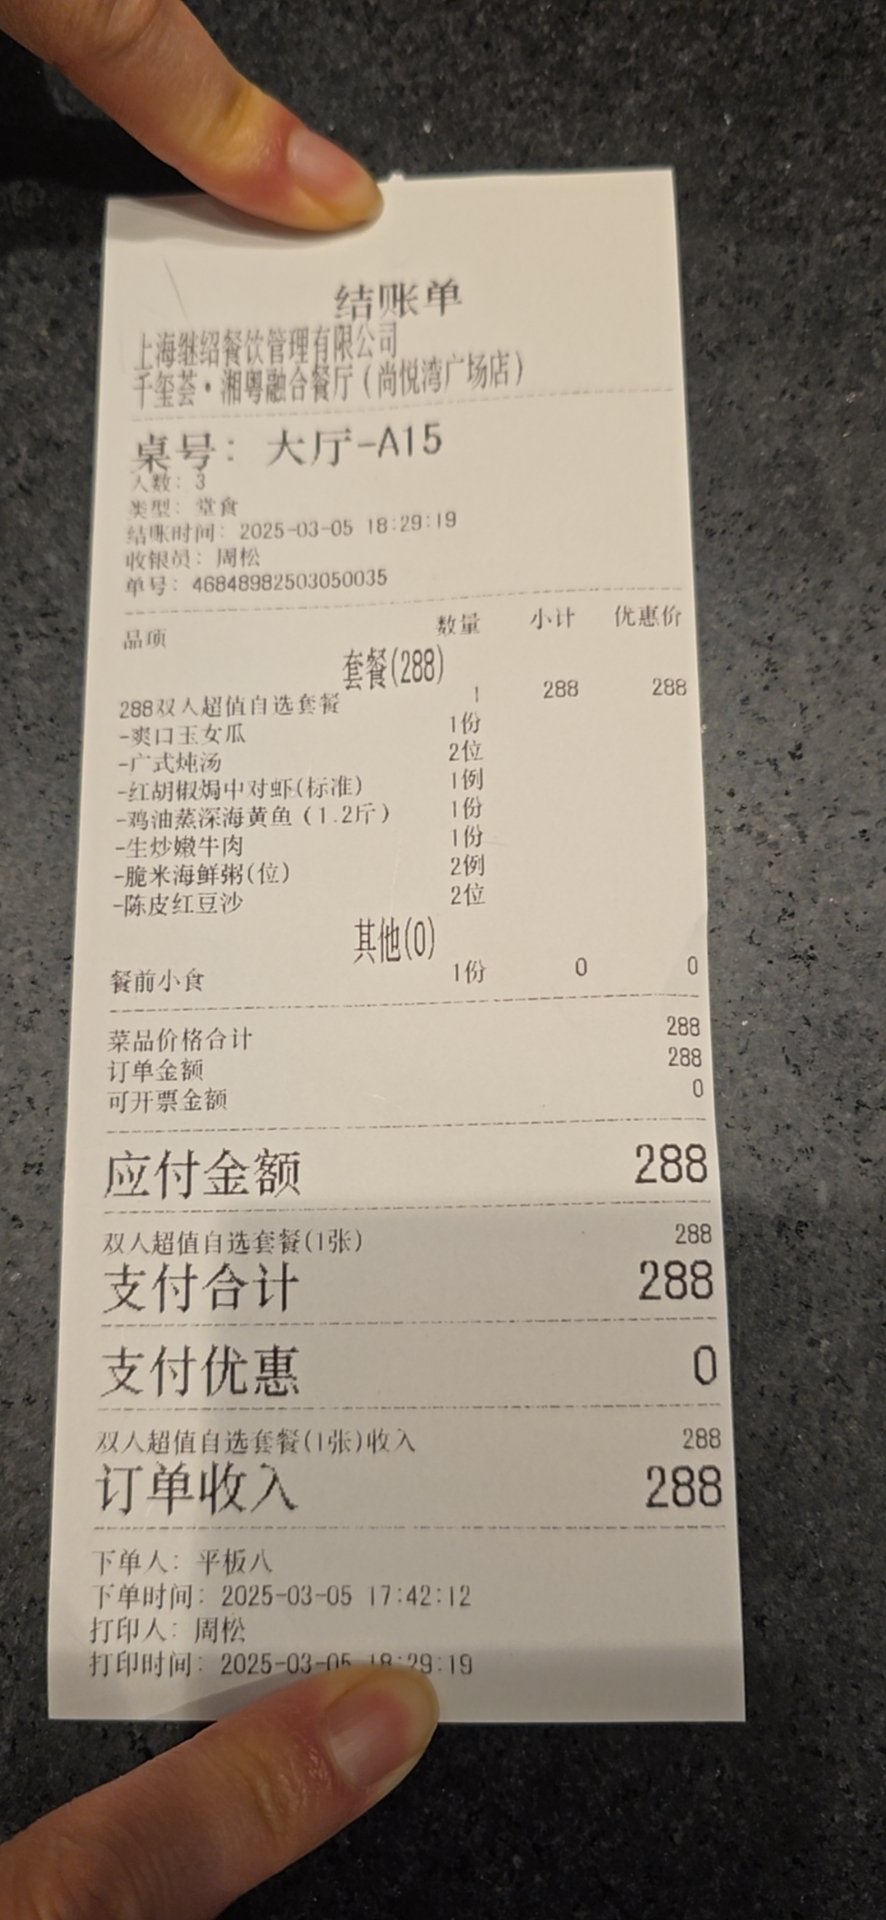 结账单
上海继绍餐饮管理有限公司
千玺荟·湘粤融合餐厅(尚悦湾广场店)
桌号: 大厅-A15
人数: 3
类型: 堂食
结账时间: 2025-03-05 18:29:19
收银员: 周松
单号: 46848982503050035
品项 数量 小计 优惠价
套餐(288)
288双人超值自选套餐 1 288 288
-爽口玉女瓜 1份
-广式炖汤 2位
-红胡椒焗中对虾(标准) 1例
-鸡油蒸深海黄鱼(1.2斤) 1份
-生炒嫩牛肉 1份
-脆米海鲜粥(位) 2例
-陈皮红豆沙 2位
其他(0)
餐前小食 1份 0 0
菜品价格合计 288
订单金额 288
可开票金额 0
应付金额 288
双人超值自选套餐(1张) 288
支付合计 288
支付优惠 0
双人超值自选套餐(1张)收入 288
订单收入 288
下单人: 平板八
下单时间: 2025-03-05 17:42:12
打印人: 周松
打印时间: 2025-03-05 18:29:19